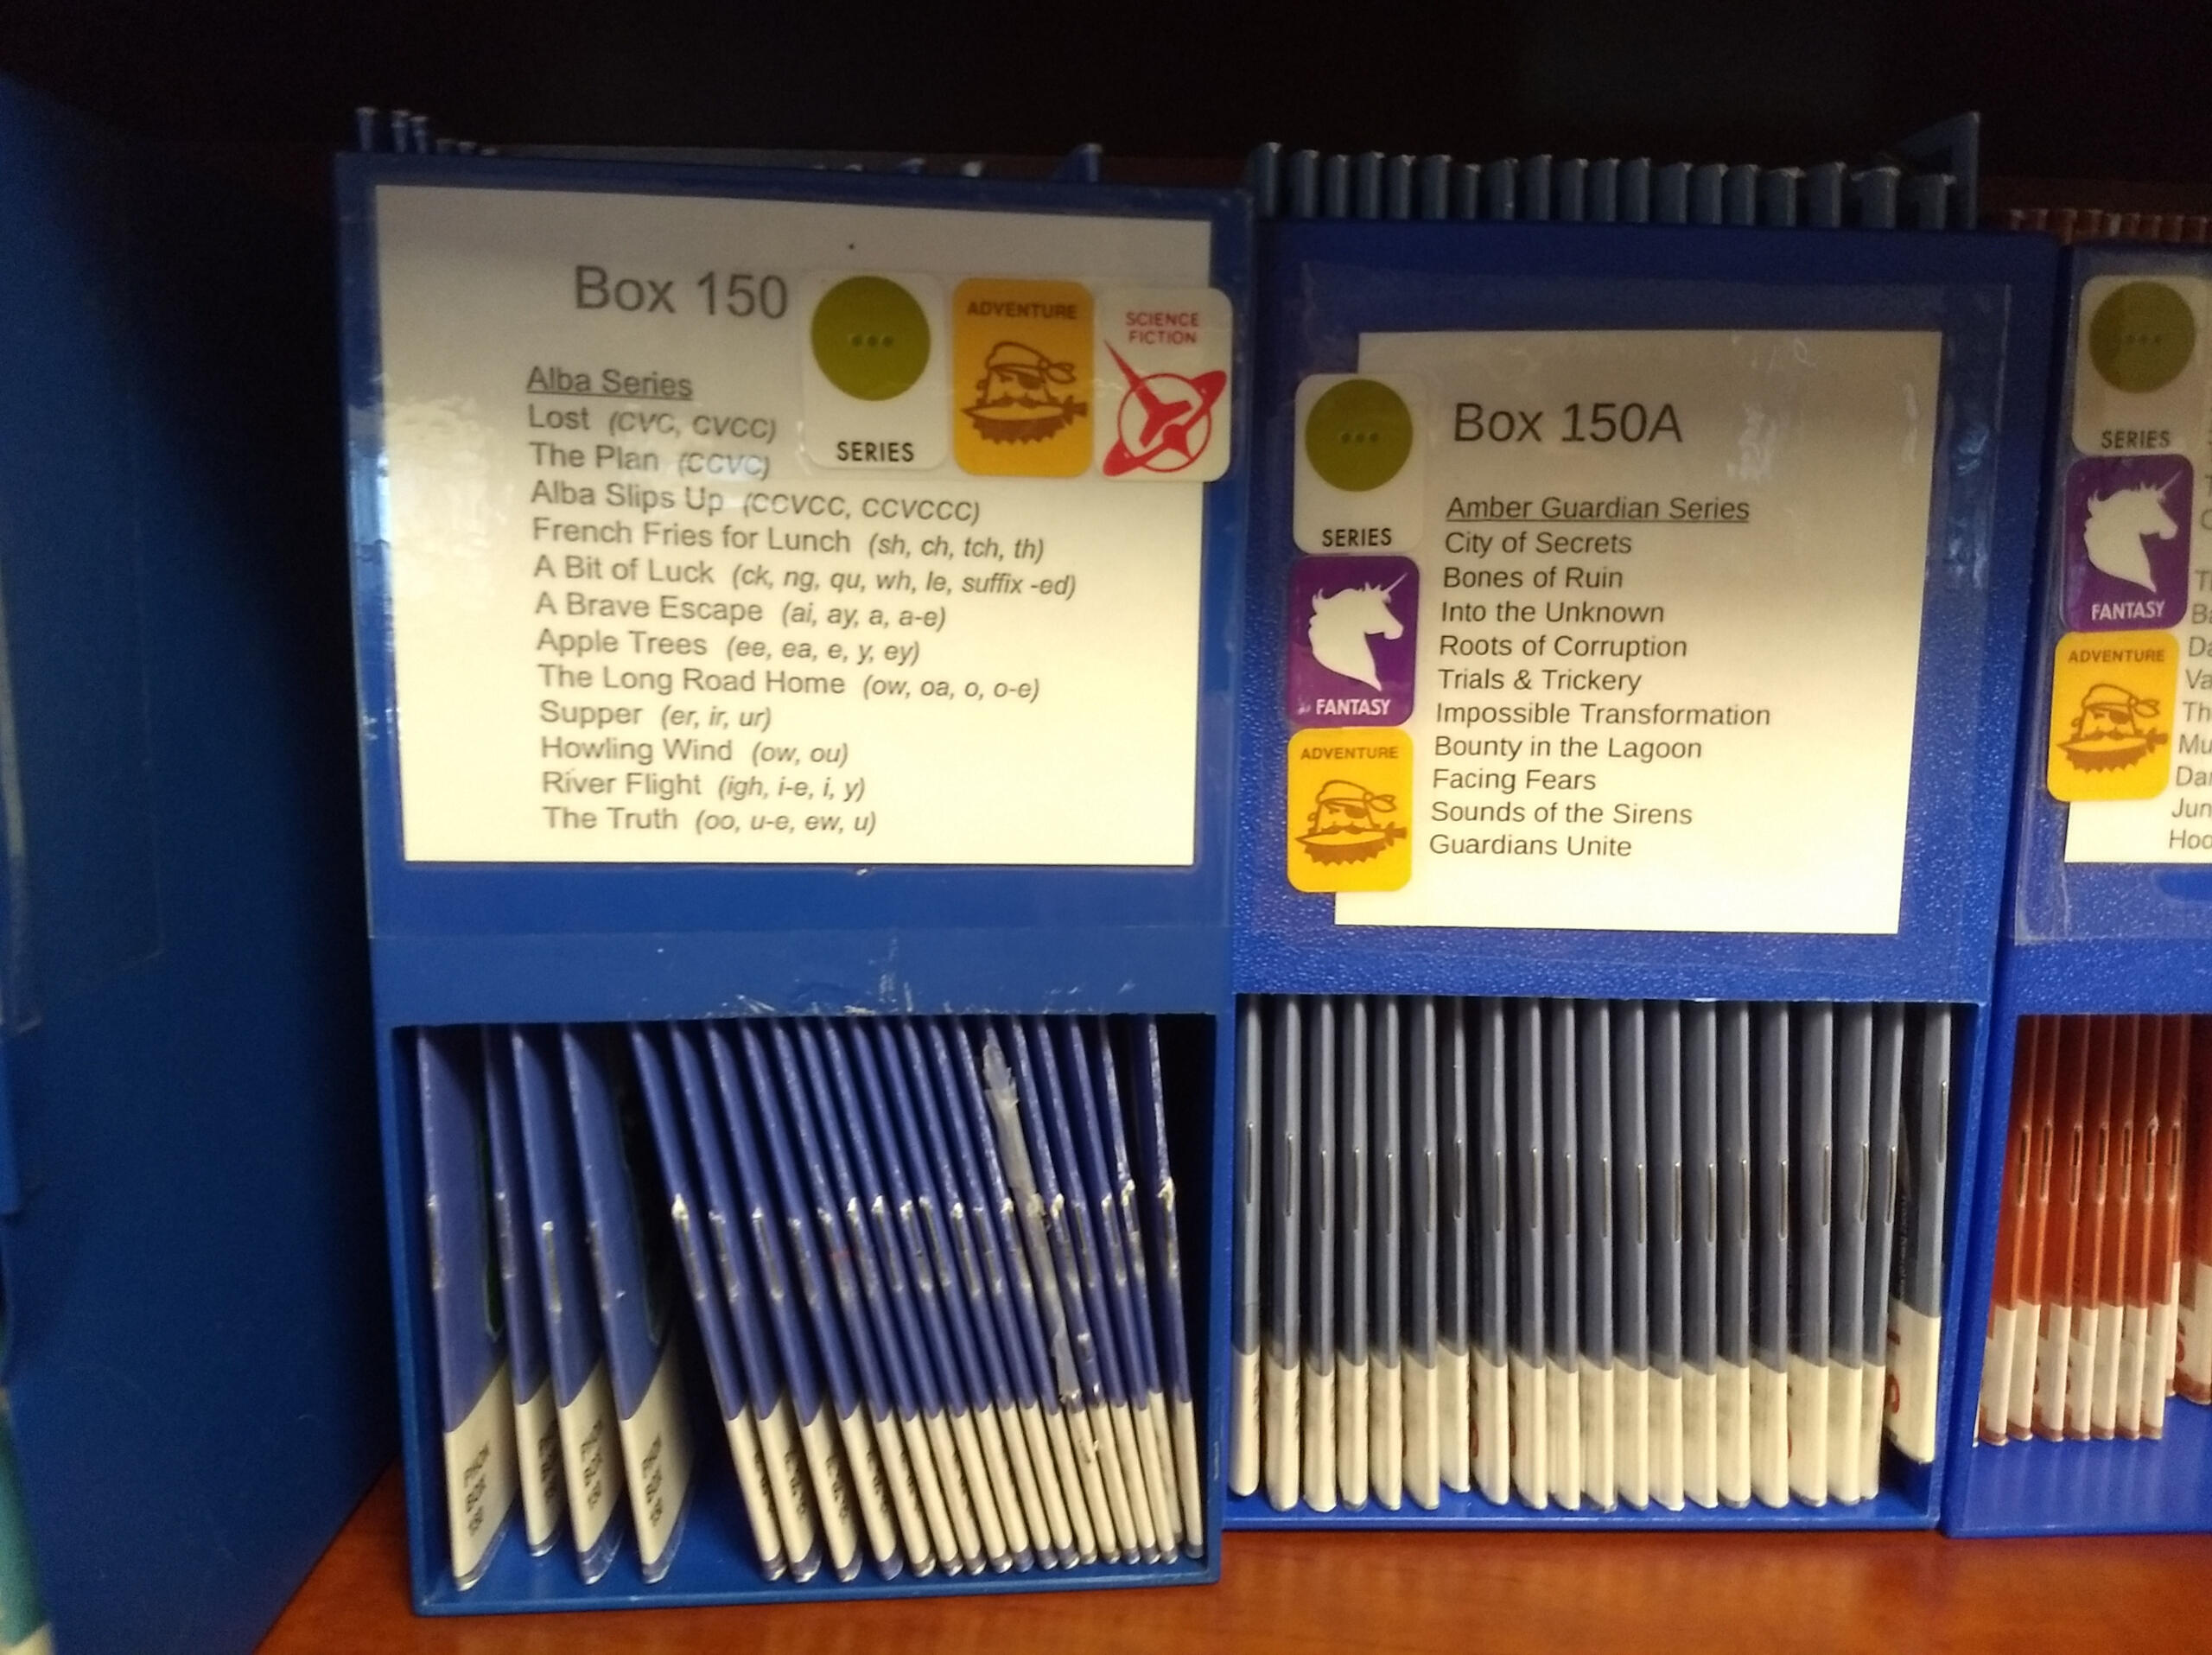 Box 150
SERIES
ADVENTURE
SCIENCE
FICTION
Alba Series
Lost (CVC, CVCC)
The Plan (CCVC)
Alba Slips Up (CCVCC, CCVCCC)
French Fries for Lunch (sh, ch, tch, th)
A Bit of Luck (ck, ng, qu, wh, le, suffix -ed)
A Brave Escape (ai, ay, a, a-e)
Apple Trees (ee, ea, e, y, ey)
The Long Road Home (ow, oa, o, o-e)
Supper (er, ir, ur)
Howling Wind (ow, ou)
River Flight (igh, i-e, i, y)
The Truth (oo, u-e, ew, u)
SERIES
FANTASY
ADVENTURE
Box 150A
Amber Guardian Series
City of Secrets
Bones of Ruin
Into the Unknown
Roots of Corruption
Trials & Trickery
Impossible Transformation
Bounty in the Lagoon
Facing Fears
Sounds of the Sirens
Guardians Unite
SERIES
FANTASY
ADVENTURE